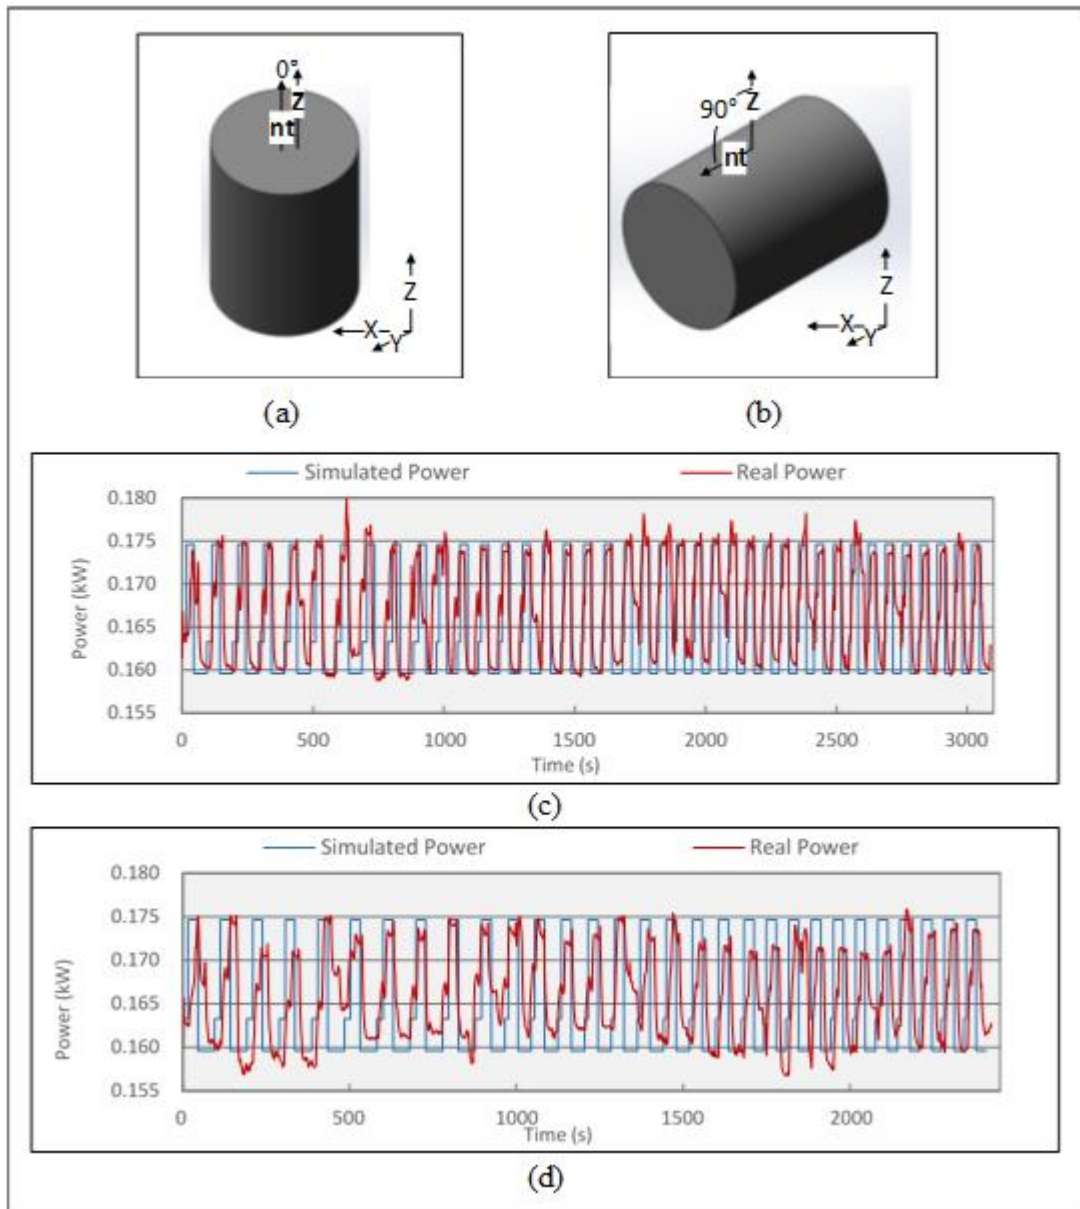 0°
Z
nt
Z
X
Y
(a)
90°
Z
nt
Z
X
Y
(b)
Simulated Power Real Power
0.180
0.175
0.170
0.165
0.160
0.155
Power (kW)
0 500 1000 1500 2000 2500 3000
Time (s)
(c)
Simulated Power Real Power
0.180
0.175
0.170
0.165
0.160
0.155
Power (kW)
0 500 1000 1500 2000
Time (s)
(d)